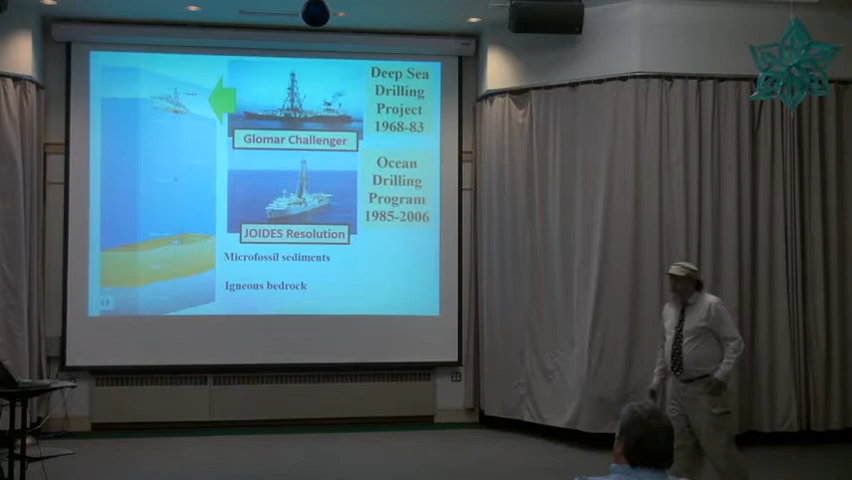 Deep Sea
Drilling
Project
1968-83
Glomar Challenger
Ocean
Drilling
Program
1985-2006
JOIDES Resolution
Microfossil sediments
Igneous bedrock